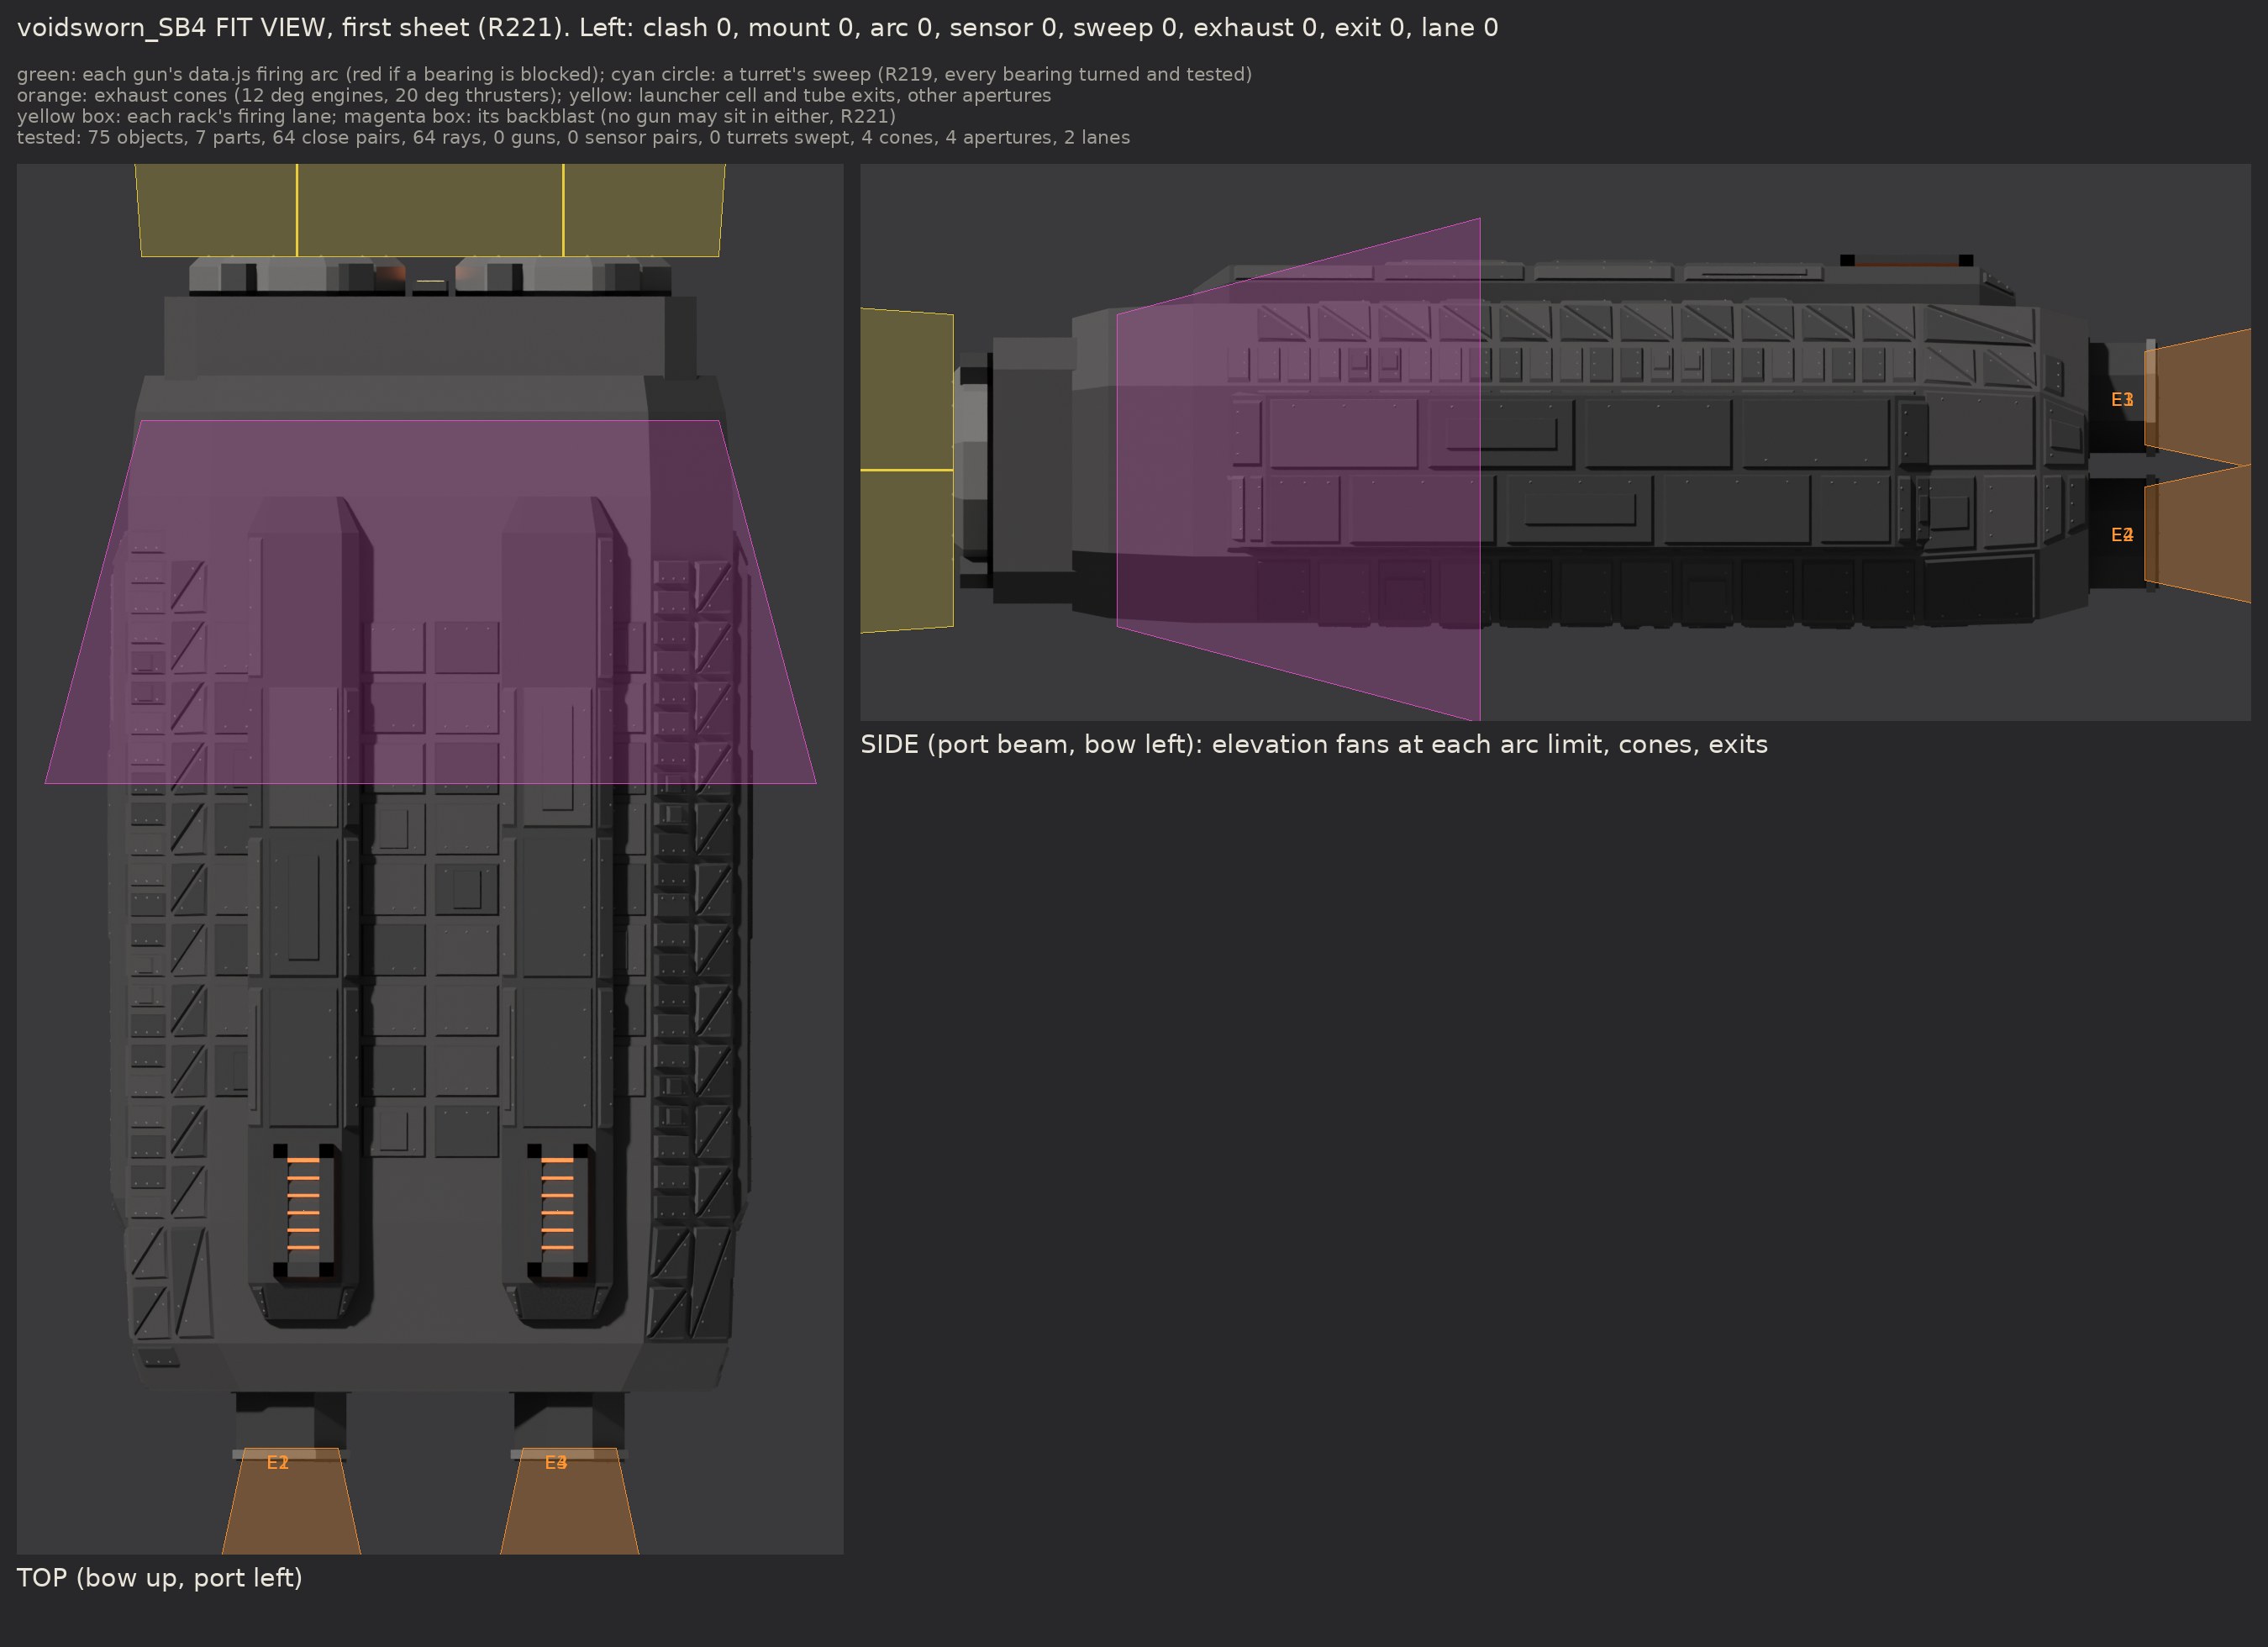 voidsworn_SB4 FIT VIEW, first sheet (R221). Left: clash 0, mount 0, arc 0, sensor 0, sweep 0, exhaust 0, exit 0, lane 0
green: each gun's data.js firing arc (red if a bearing is blocked); cyan circle: a turret's sweep (R219, every bearing turned and tested)
orange: exhaust cones (12 deg engines, 20 deg thrusters); yellow: launcher cell and tube exits, other apertures
yellow box: each rack's firing lane; magenta box: its backblast (no gun may sit in either, R221)
tested: 75 objects, 7 parts, 64 close pairs, 64 rays, 0 guns, 0 sensor pairs, 0 turrets swept, 4 cones, 4 apertures, 2 lanes
SIDE (port beam, bow left): elevation fans at each arc limit, cones, exits
TOP (bow up, port left)